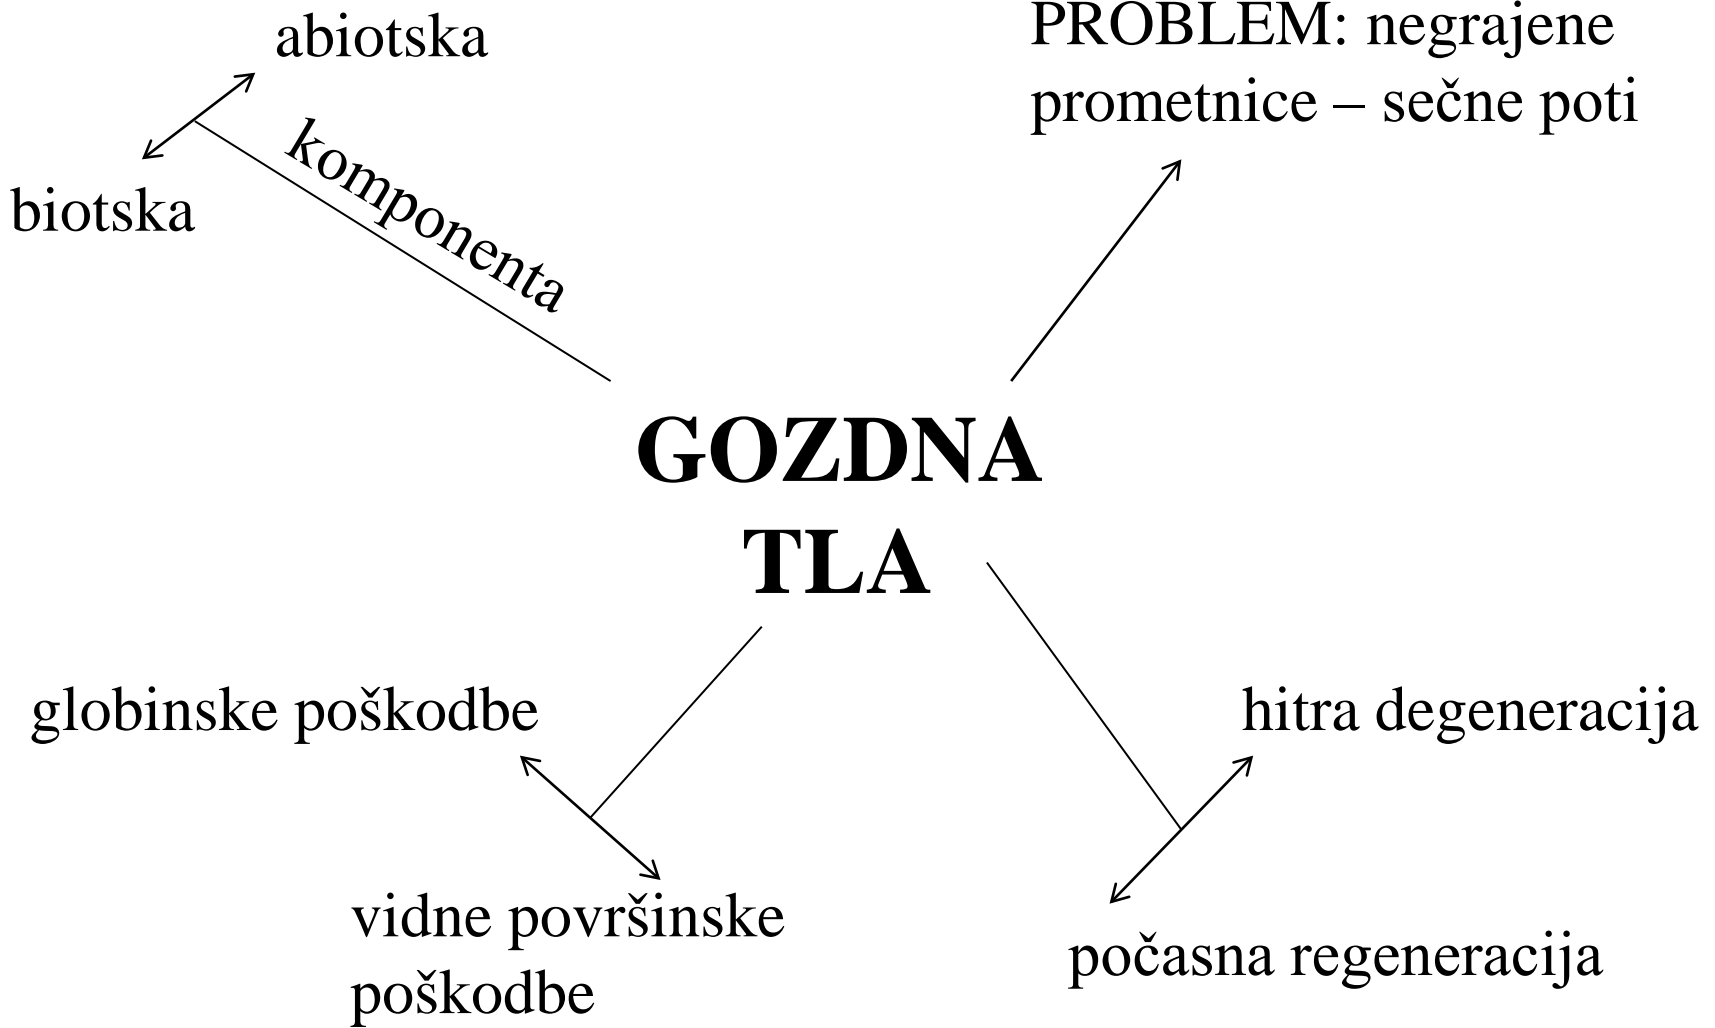 abiotska
biotska
komponenta
PROBLEM: negrajene
prometnice – sečne poti
GOZDNA
TLA
globinske poškodbe
vidne površinske
poškodbe
hitra degeneracija
počasna regeneracija